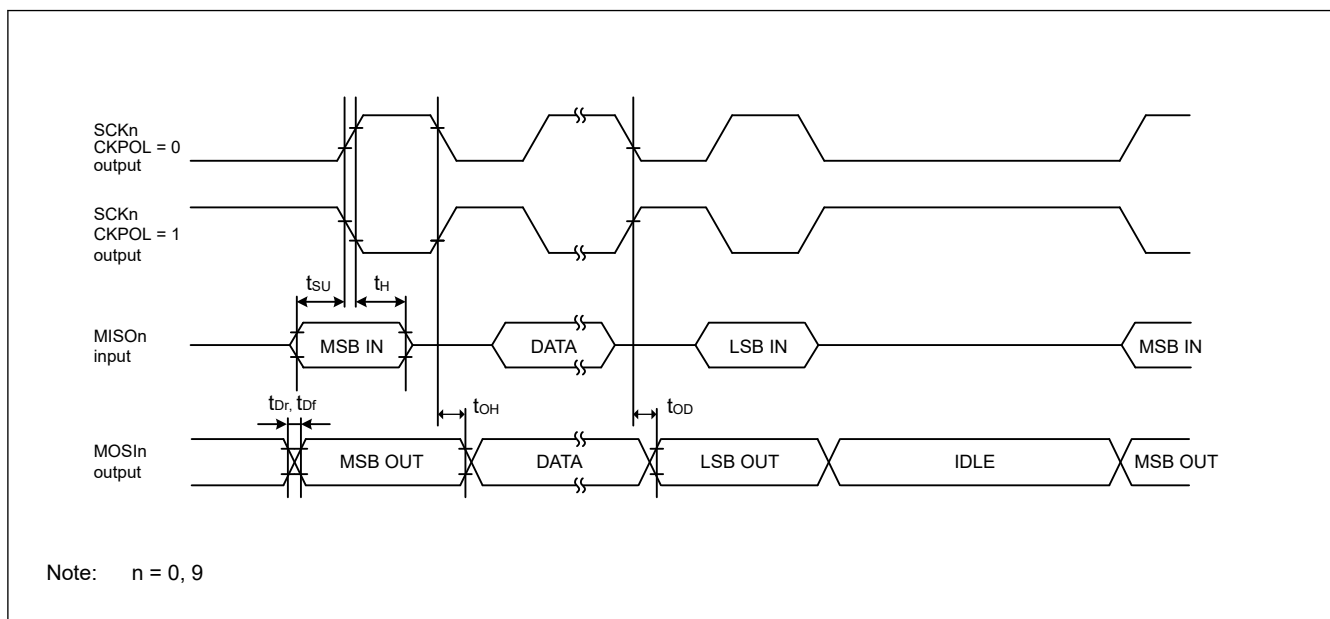 SCKn
CKPOL = 0
output
SCKn
CKPOL = 1
output
tSU
tH
MISOn
input
MSB IN
DATA
LSB IN
MSB IN
tDr, tDf
tOH
tOD
MOSIn
output
MSB OUT
DATA
LSB OUT
IDLE
MSB OUT
Note: n = 0, 9